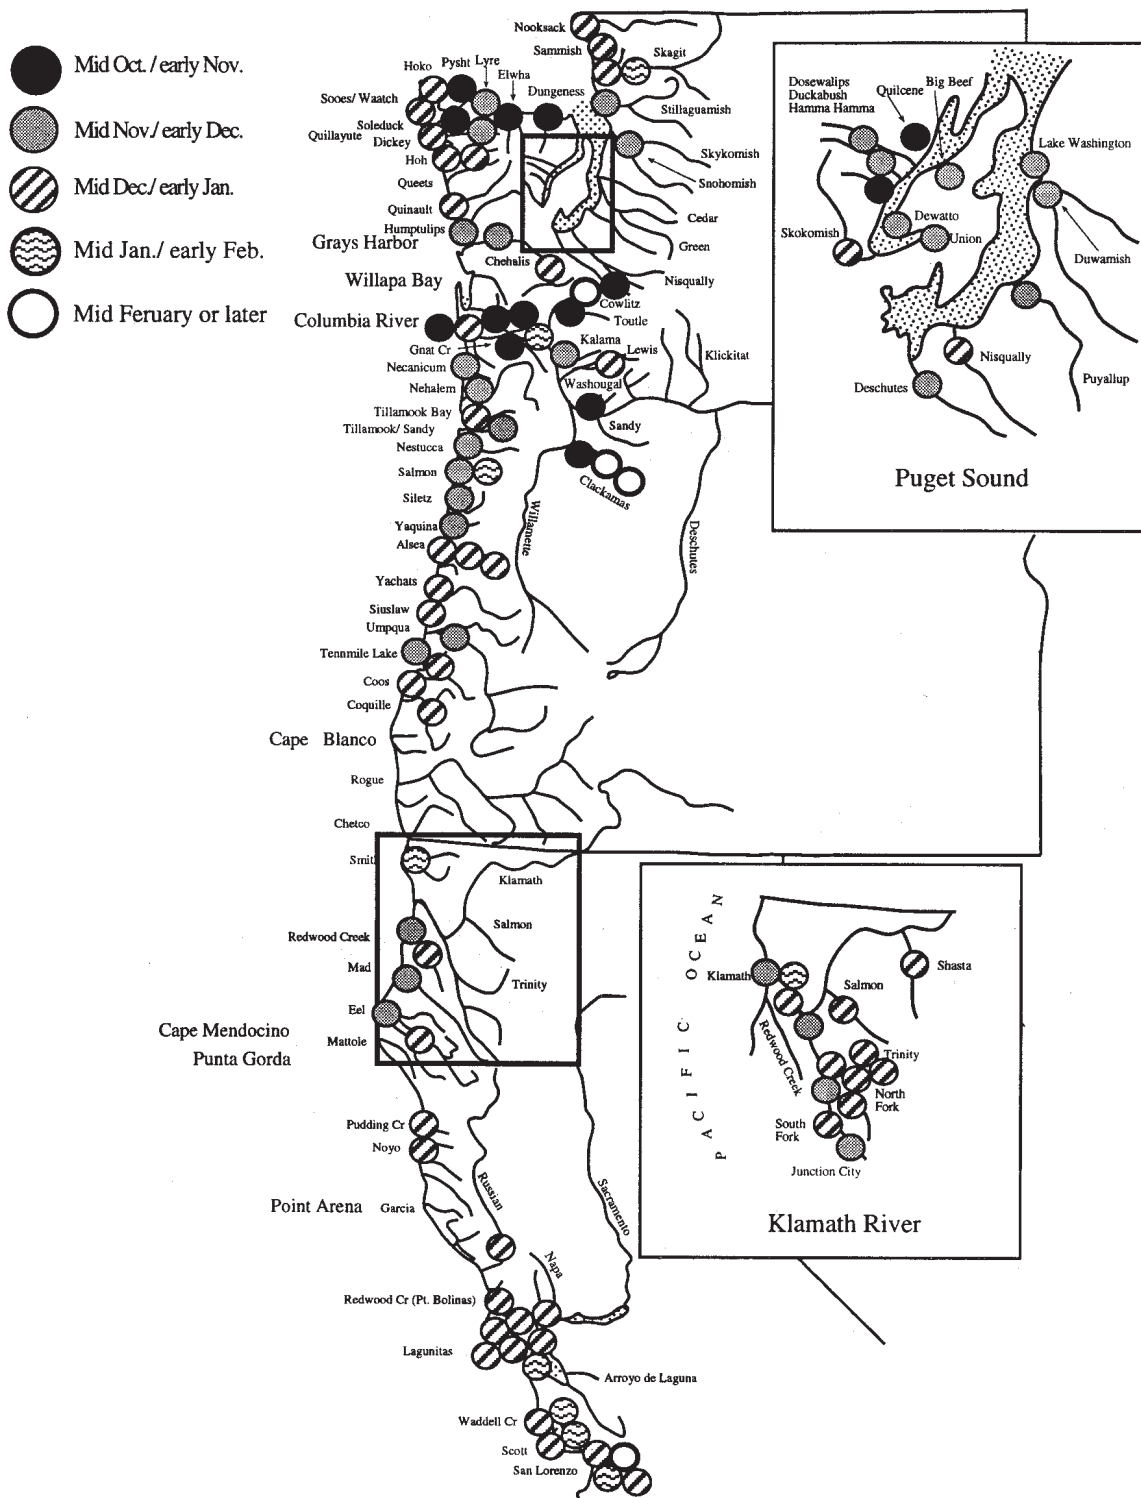 Mid Oct. / early Nov.
Mid Nov./ early Dec.
Mid Dec./ early Jan.
Mid Jan./ early Feb.
Mid Feruary or later
Nooksack
Sammish
Skagit
Hoko
Pysht
Lyre
Elwha
Dungeness
Sooes/ Waatch
Stillaguamish
Soleduck
Quillayute
Dickey
Hoh
Skykomish
Queets
Snohomish
Quinault
Cedar
Humptulips
Grays Harbor
Green
Chehalis
Willapa Bay
Nisqually
Cowlitz
Columbia River
Toutle
Gnat Cr
Kalama
Lewis
Klickitat
Necanicum
Nehalem
Washougal
Tillamook Bay
Tillamook/ Sandy
Sandy
Nestucca
Salmon
Clackamas
Siletz
Willamette
Deschutes
Yaquina
Alsea
Yachats
Siuslaw
Umpqua
Tennmile Lake
Coos
Coquille
Cape Blanco
Rogue
Chetco
Smit
Klamath
Salmon
Redwood Creek
Mad
Trinity
Eel
Cape Mendocino
Mattole
Punta Gorda
Pudding Cr
Noyo
Russian
Sacramento
Point Arena
Garcia
Napa
Redwood Cr (Pt. Bolinas)
Lagunitas
Arroyo de Laguna
Waddell Cr
Scott
San Lorenzo
Dosewalips
Duckabush
Hamma Hamma
Quilcene
Big Beef
Lake Washington
Dewatto
Skokomish
Union
Duwamish
Nisqually
Deschutes
Puyallup
Puget Sound
PACIFIC OCEAN
Klamath
Shasta
Salmon
Redwood Creek
Trinity
North
Fork
South
Fork
Junction City
Klamath River